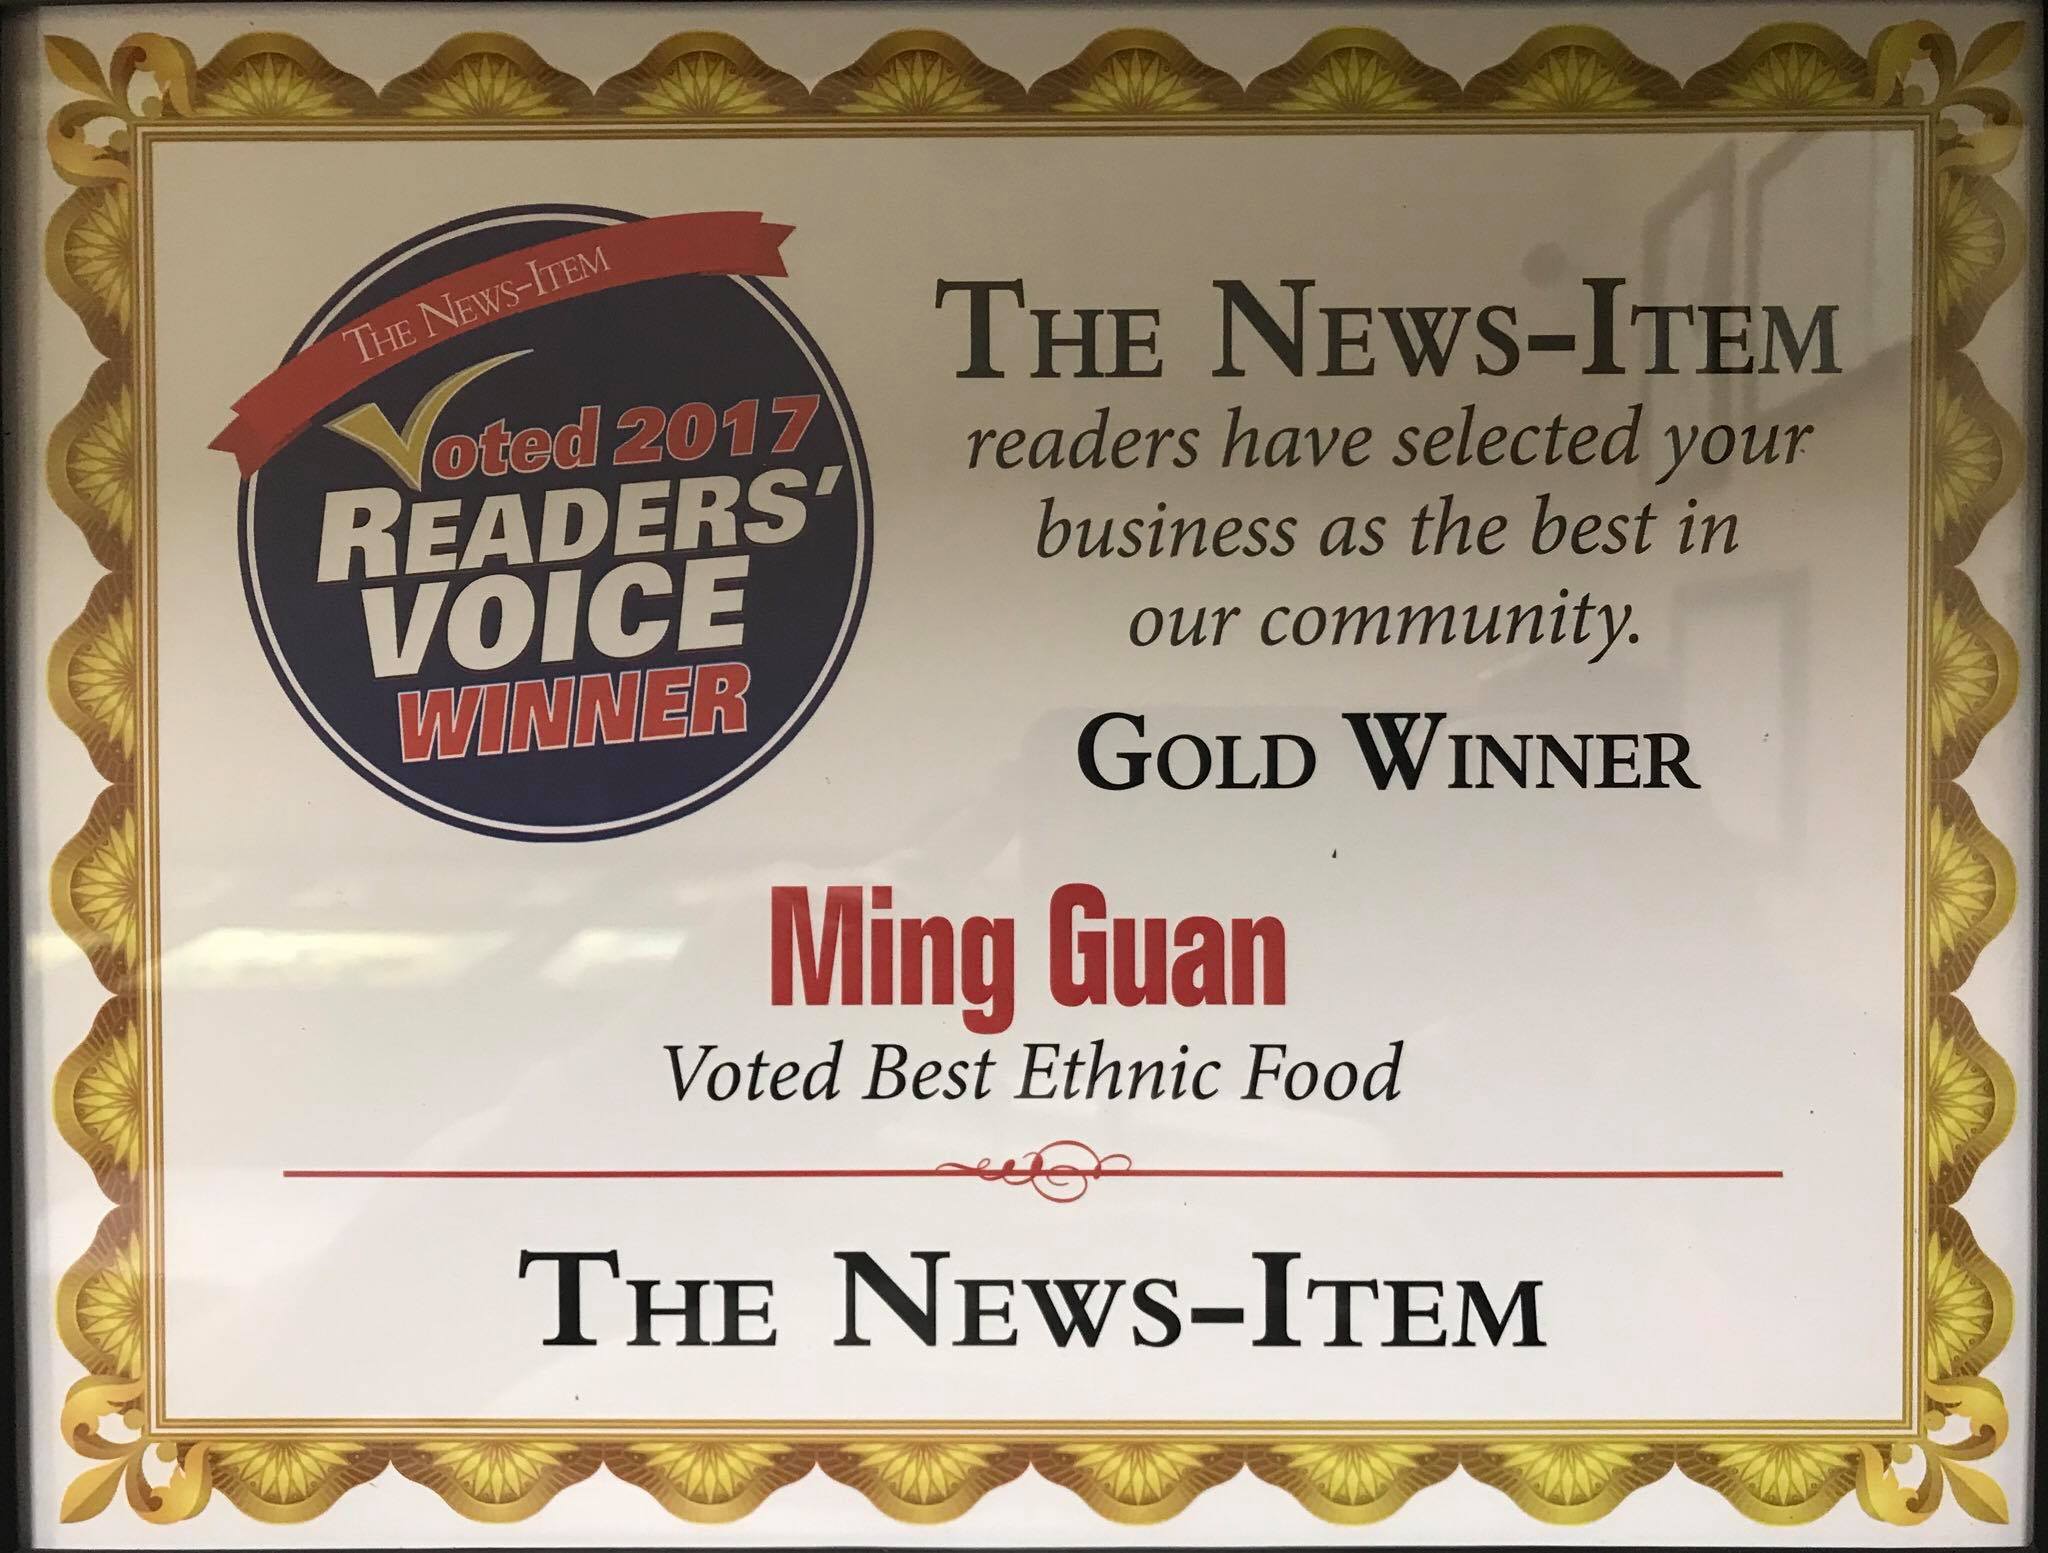 The News-Item
Voted 2017
Readers'
Voice
Winner
The News-Item
readers have selected your
business as the best in
our community.
Gold Winner
Ming Guan
Voted Best Ethnic Food
The News-Item